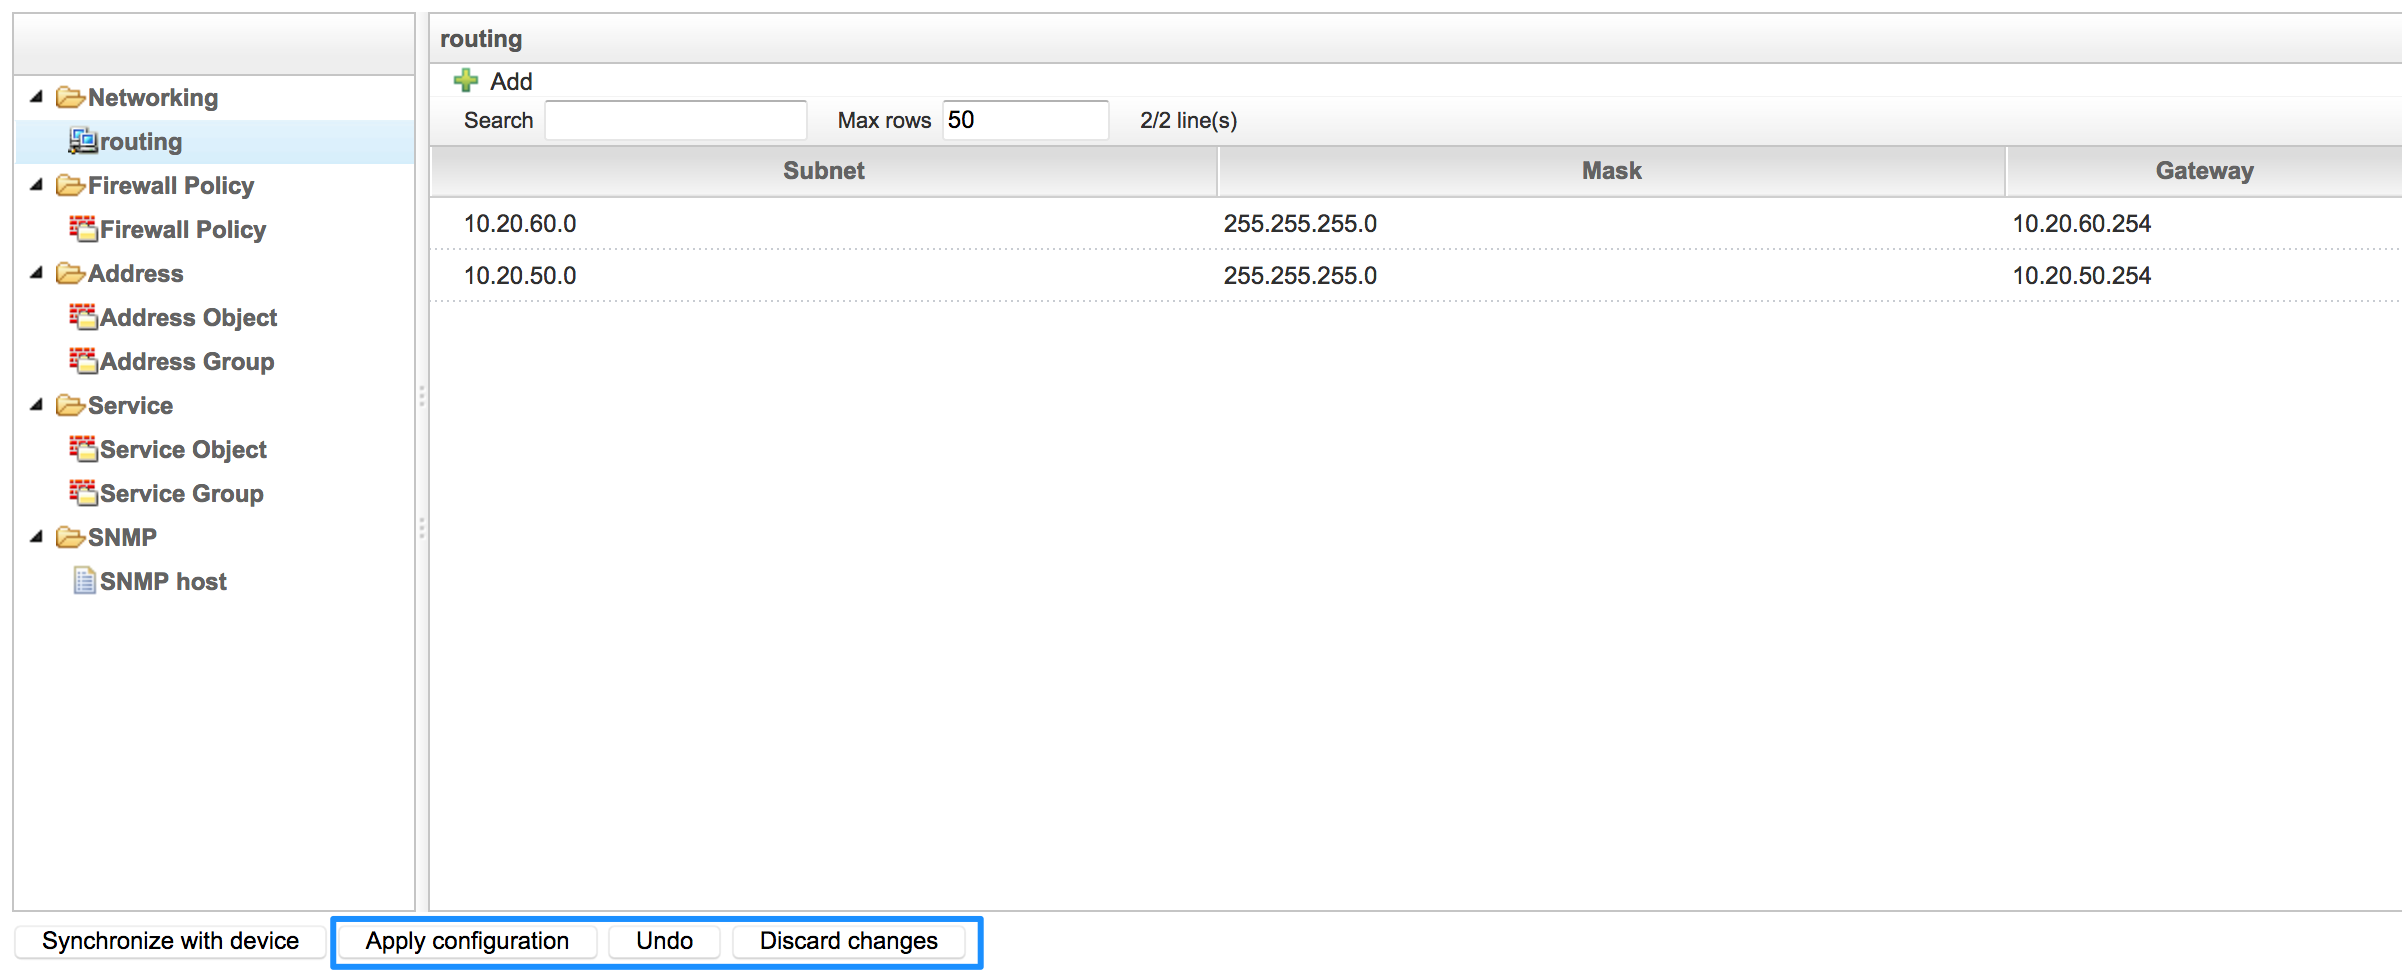 Networking
routing
Firewall Policy
Firewall Policy
Address
Address Object
Address Group
Service
Service Object
Service Group
SNMP
SNMP host
routing
Add
Search Max rows 50 2/2 line(s)
Subnet Mask Gateway
10.20.60.0 255.255.255.0 10.20.60.254
10.20.50.0 255.255.255.0 10.20.50.254
Synchronize with device Apply configuration Undo Discard changes